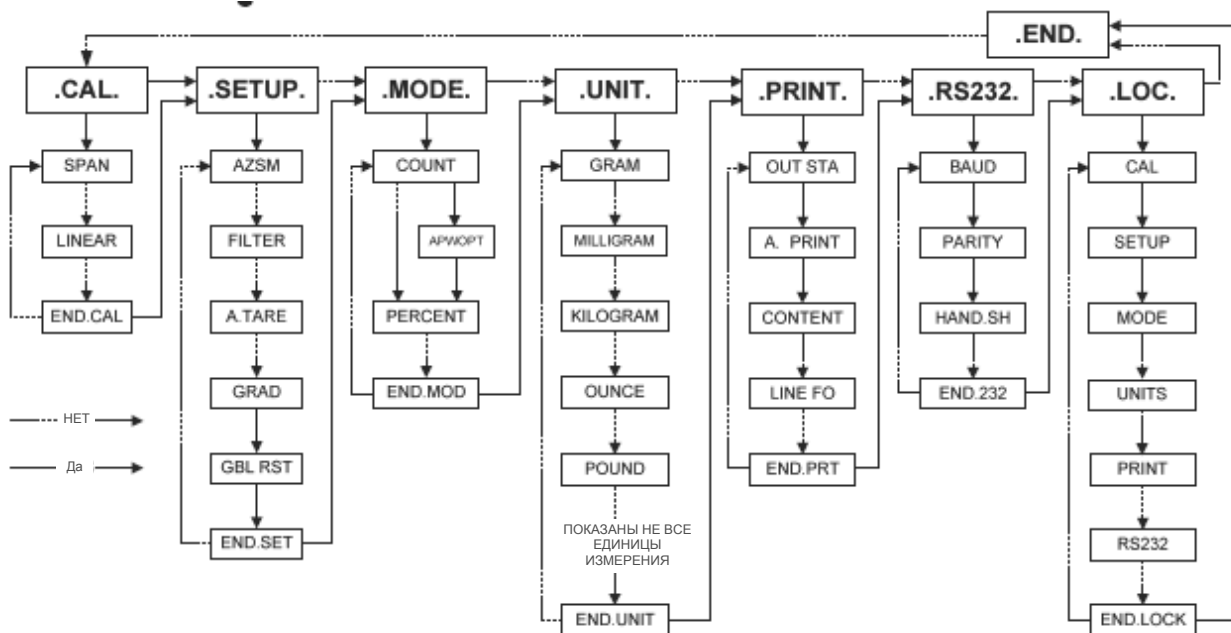 .END.
.CAL.
.SETUP.
.MODE.
.UNIT.
.PRINT.
.RS232.
.LOC.
SPAN
LINEAR
END.CAL
AZSM
FILTER
A.TARE
GRAD
GBL RST
END.SET
COUNT
APWOPT
PERCENT
END.MOD
GRAM
MILLIGRAM
KILOGRAM
OUNCE
POUND
ПОКАЗАНЫ НЕ ВСЕ
ЕДИНИЦЫ
ИЗМЕРЕНИЯ
END.UNIT
OUT STA
A. PRINT
CONTENT
LINE FO
END.PRT
BAUD
PARITY
HAND.SH
END.232
CAL
SETUP
MODE
UNITS
PRINT
RS232
END.LOCK
НЕТ
Да